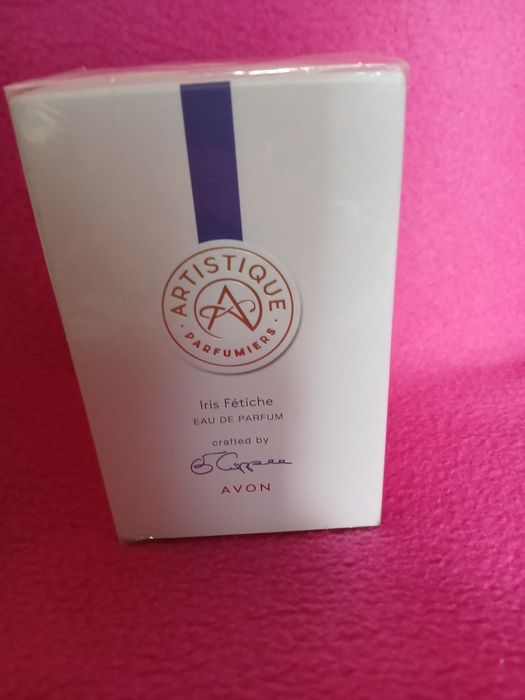 ARTISTIQUE
PARFUMIERS
Iris Fétiche
EAU DE PARFUM
crafted by
AVON